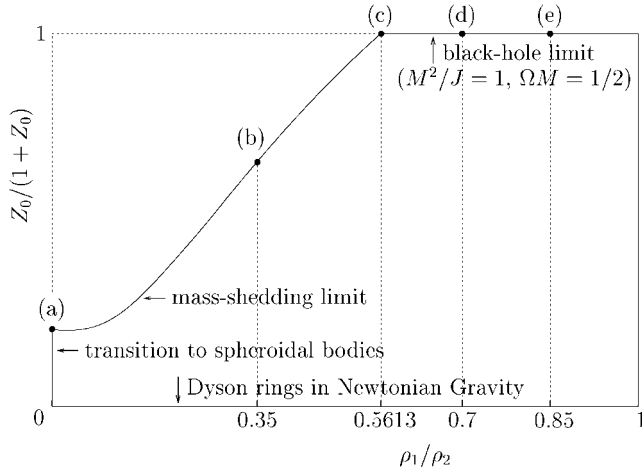 (c) (d) (e)
1
↑ black-hole limit
(M²/J = 1, ΩM = 1/2)
Z₀/(1 + Z₀)
(b)
← mass-shedding limit
(a)
← transition to spheroidal bodies
↓ Dyson rings in Newtonian Gravity
0 0.35 0.5613 0.7 0.85 1
ρ₁/ρ₂